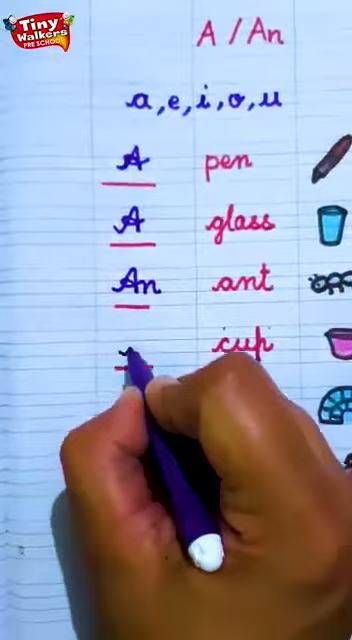 Tiny
Walkers
PRE SCHOOL
A / An
a, e, i, o, u
A pen
A glass
An ant
cup